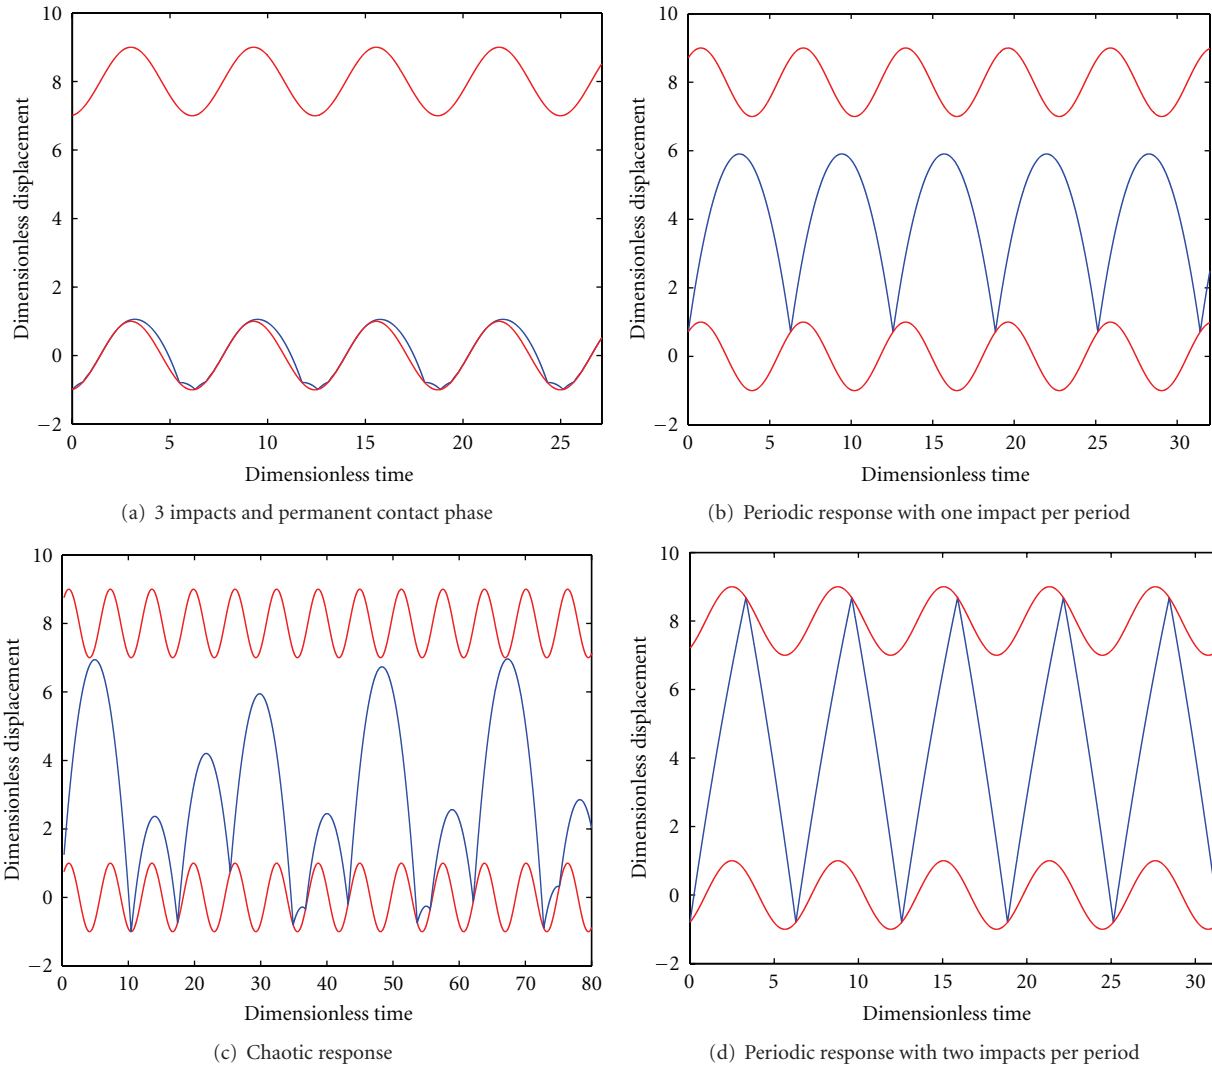 10
8
6
4
2
0
−2
0 5 10 15 20 25
Dimensionless displacement
Dimensionless time
(a) 3 impacts and permanent contact phase
10
8
6
4
2
0
−2
0 5 10 15 20 25 30
Dimensionless displacement
Dimensionless time
(b) Periodic response with one impact per period
10
8
6
4
2
0
−2
0 10 20 30 40 50 60 70 80
Dimensionless displacement
Dimensionless time
(c) Chaotic response
10
8
6
4
2
0
−2
0 5 10 15 20 25 30
Dimensionless displacement
Dimensionless time
(d) Periodic response with two impacts per period